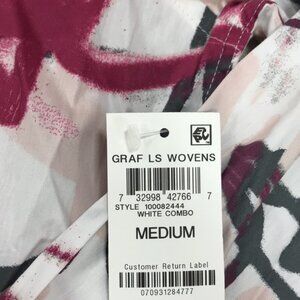 GRAF LS WOVENS
7 32998 42766 7
STYLE 100082444
WHITE COMBO
MEDIUM
Customer Return Label
070931284777